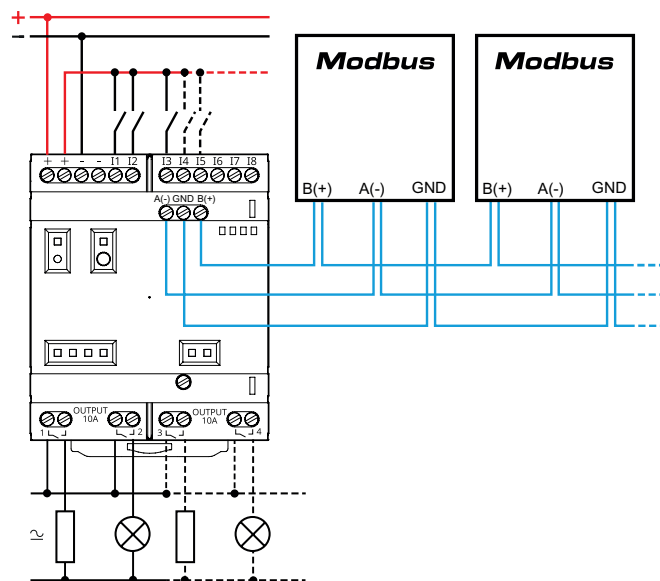 +
-
Modbus Modbus
+ + - - I1 I2 I3 I4 I5 I6 I7 I8
B(+) A(-) GND B(+) A(-) GND
A(-) GND B(+)
OUTPUT 10A OUTPUT 10A
1 2 3 4
≂